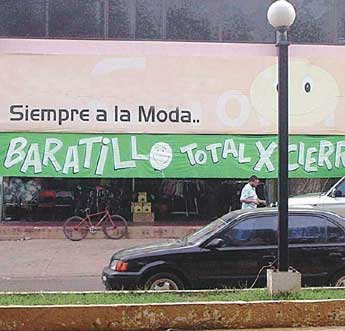 Siempre a la Moda..
BARATiLLO TOTAL X CIERR